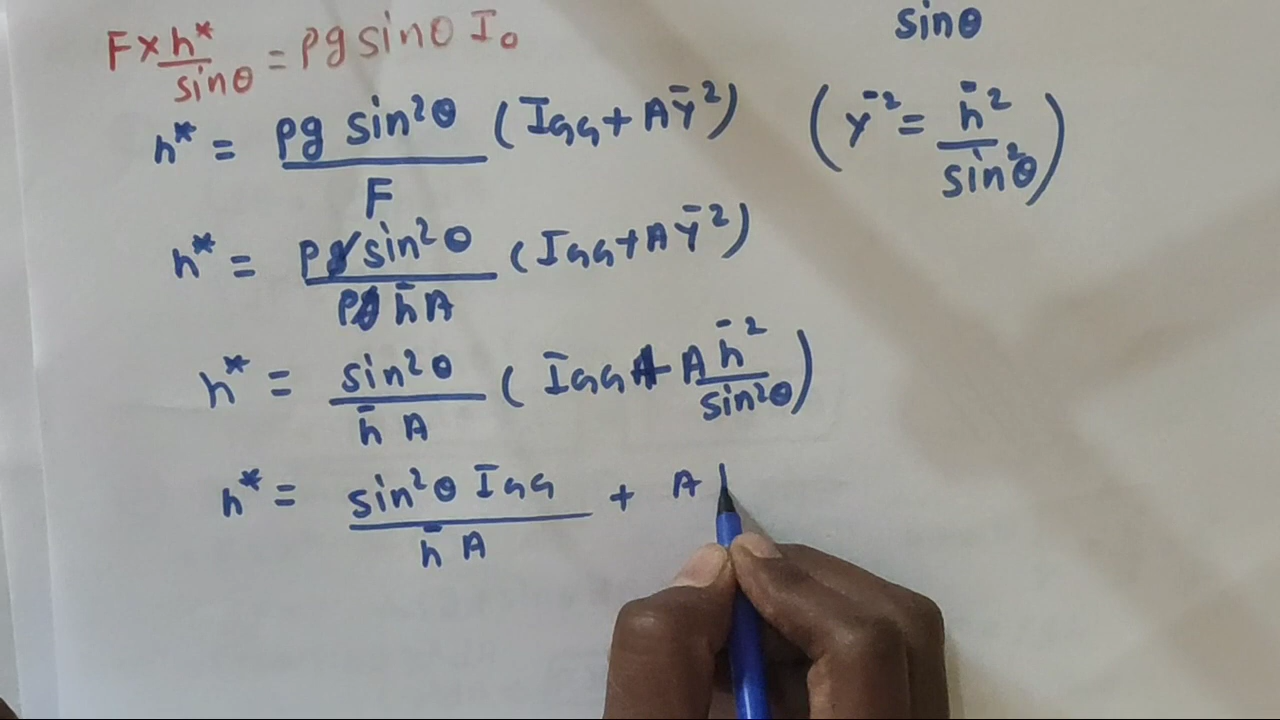 F × h*/sinθ = ρg sinθ I₀
sinθ
h* = ρg sin²θ/F (IGG + AȲ²) (Ȳ² = h̄²/sin²θ)
h* = ρg sin²θ/ρg h̄A (IGG + AȲ²)
h* = sin²θ/h̄ A (IGG + A h̄²/sin²θ)
h* = sin²θ IGG/h̄ A + A